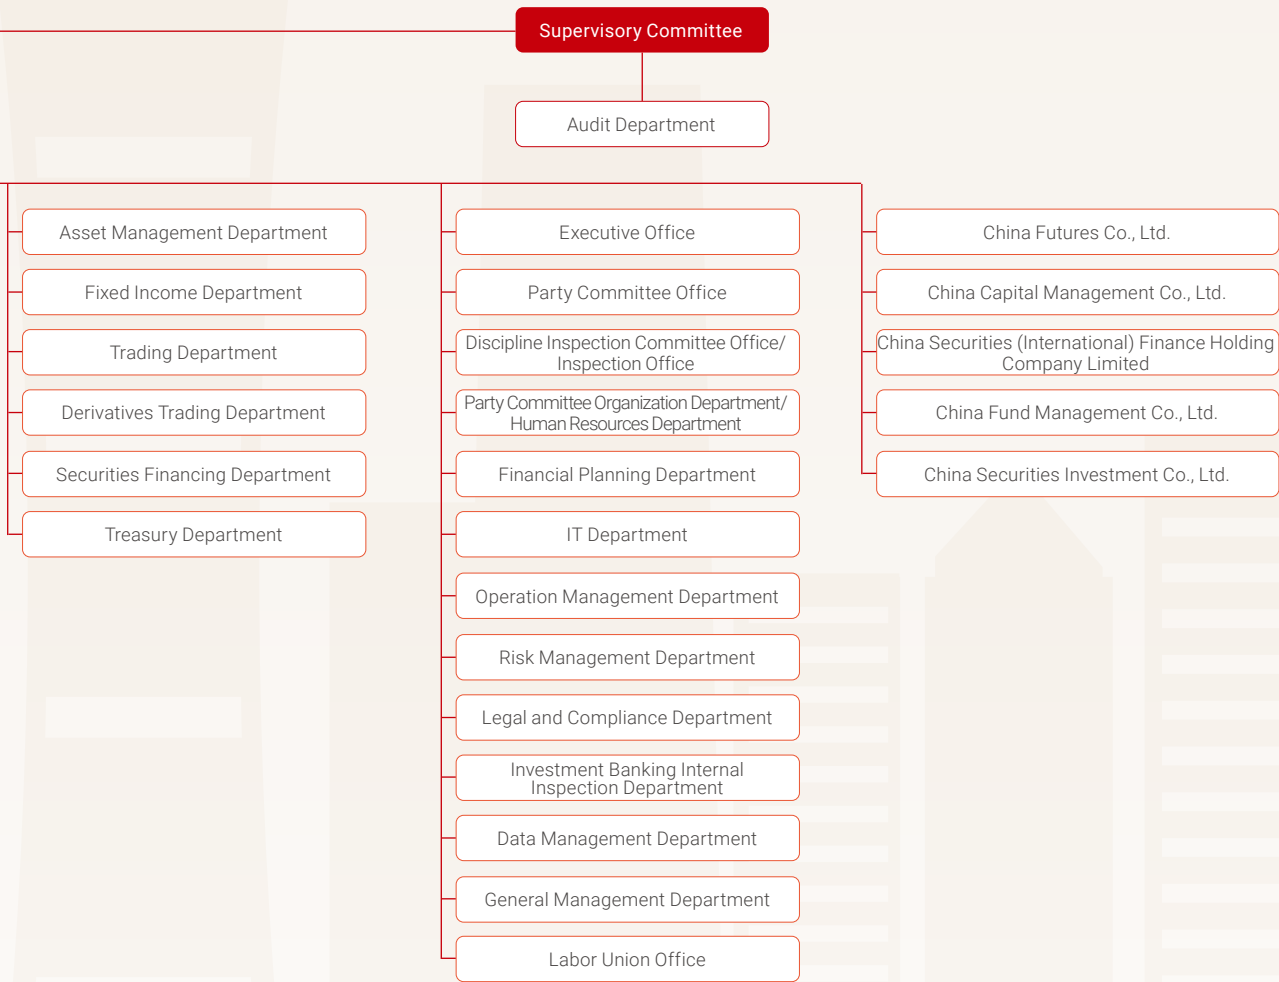 Supervisory Committee
Audit Department
Asset Management Department
Fixed Income Department
Trading Department
Derivatives Trading Department
Securities Financing Department
Treasury Department
Executive Office
Party Committee Office
Discipline Inspection Committee Office/
Inspection Office
Party Committee Organization Department/
Human Resources Department
Financial Planning Department
IT Department
Operation Management Department
Risk Management Department
Legal and Compliance Department
Investment Banking Internal
Inspection Department
Data Management Department
General Management Department
Labor Union Office
China Futures Co., Ltd.
China Capital Management Co., Ltd.
China Securities (International) Finance Holding
Company Limited
China Fund Management Co., Ltd.
China Securities Investment Co., Ltd.